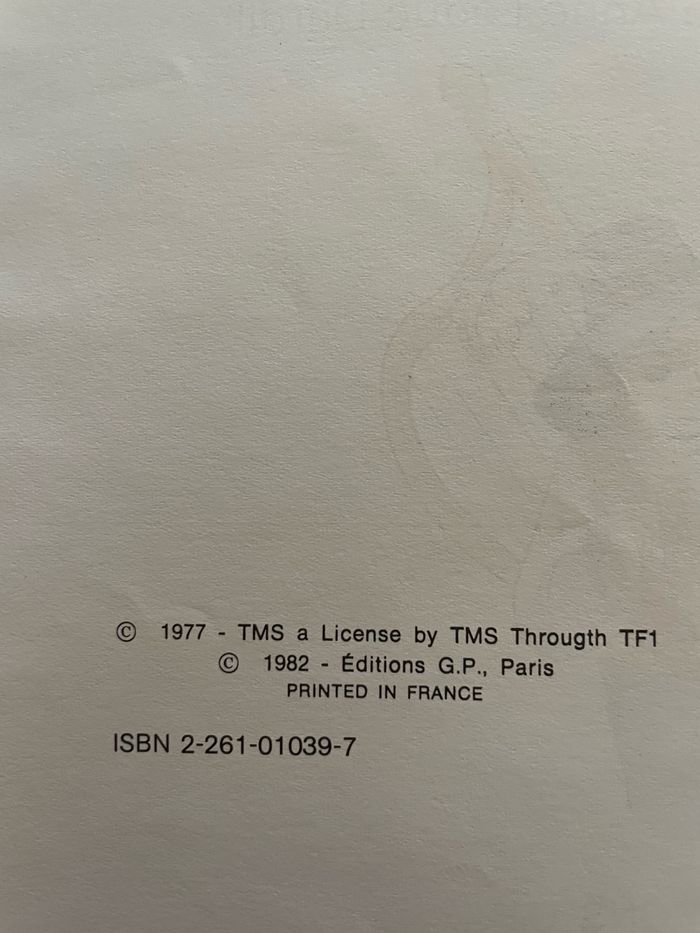 © 1977 - TMS a License by TMS Througth TF1
© 1982 - Éditions G.P., Paris
PRINTED IN FRANCE
ISBN 2-261-01039-7